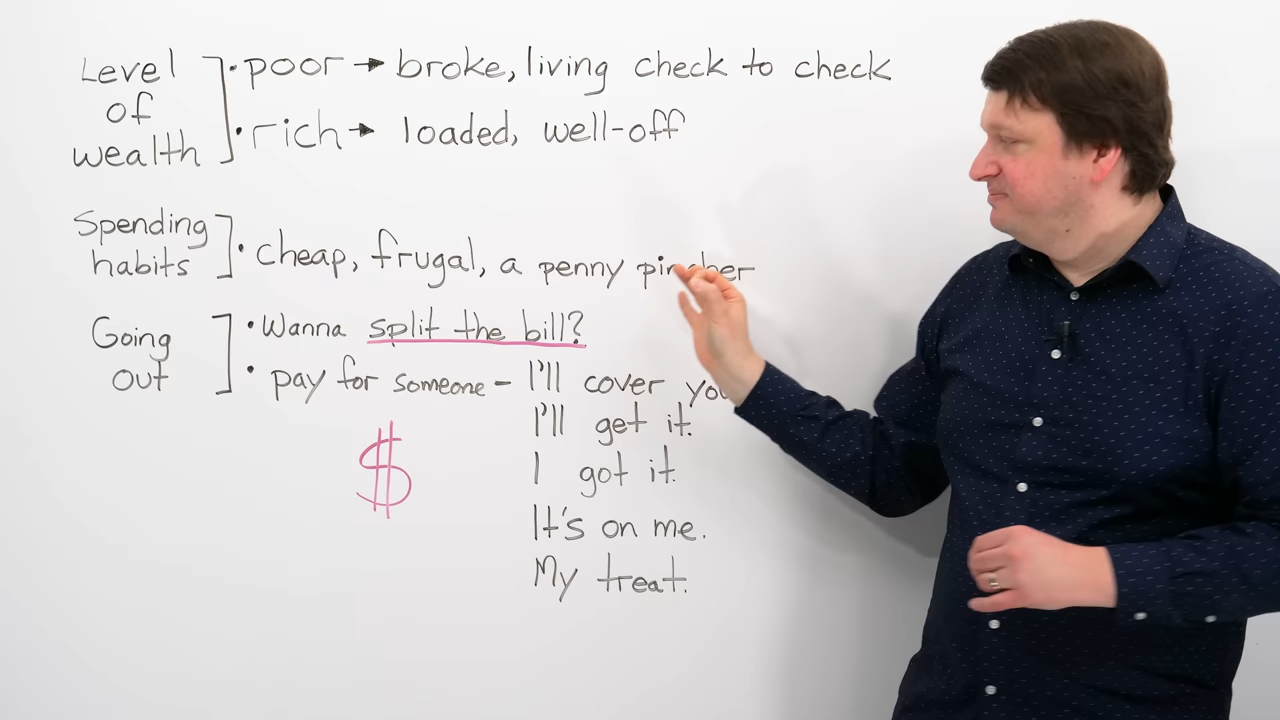 Level of wealth
• poor → broke, living check to check
• rich → loaded, well-off
Spending habits
• cheap, frugal, a penny pincher
Going out
• Wanna split the bill?
• pay for someone - I'll cover you
I'll get it.
I got it.
It's on me.
My treat.
$